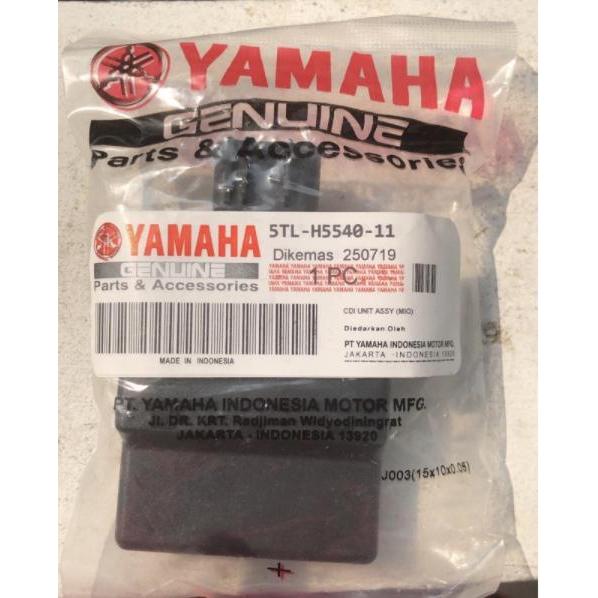 YAMAHA
GENUINE
Parts & Accessories
YAMAHA
GENUINE
Parts & Accessories
MADE IN INDONESIA
5TL-H5540-11
Dikemas 250719
1 PC
CDI UNIT ASSY (MIO)
Diedarkan Oleh
PT YAMAHA INDONESIA MOTOR MFG.
JAKARTA -INDONESIA 13920
PT. YAMAHA INDONESIA MOTOR MFG.
Jl. DR. KRT. Radjiman Widyodiningrat
JAKARTA - INDONESIA 13920
J003(15x10x0.05)